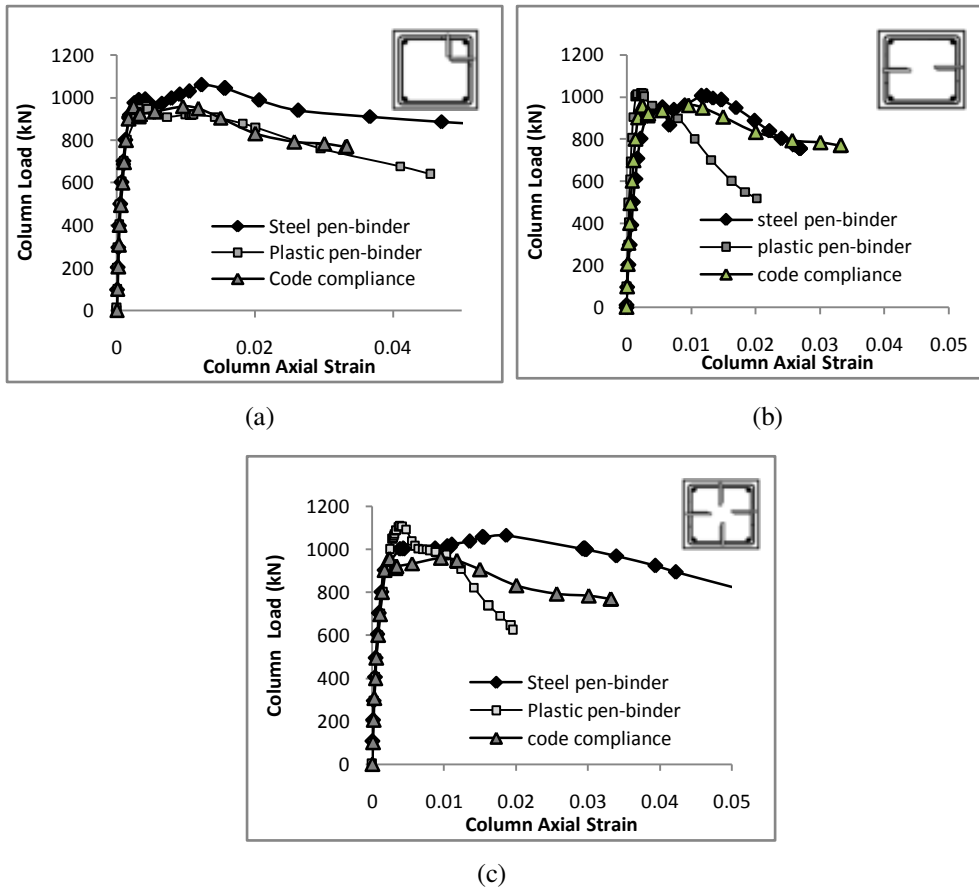 1200
1000
800
600
400
200
0
Column Load (kN)
Steel pen-binder
Plastic pen-binder
Code compliance
0 0.02 0.04
Column Axial Strain
(a)
1200
1000
800
600
400
200
0
Column Load (kN)
steel pen-binder
plastic pen-binder
code compliance
0 0.01 0.02 0.03 0.04 0.05
Column Axial Strain
(b)
1200
1000
800
600
400
200
0
Column Load (kN)
Steel pen-binder
Plastic pen-binder
code compliance
0 0.01 0.02 0.03 0.04 0.05
Column Axial Strain
(c)